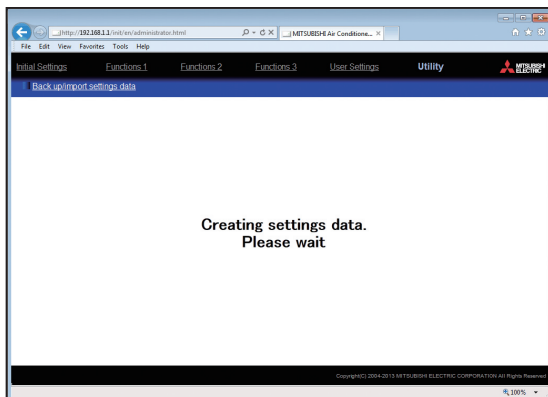 http://192.168.1.1/init/en/administrator.html
MITSUBISHI Air Conditione...
File Edit View Favorites Tools Help
Initial Settings Functions 1 Functions 2 Functions 3 User Settings Utility MITSUBISHI ELECTRIC
Back up/import settings data
Creating settings data.
Please wait
Copyright(C) 2004-2013 MITSUBISHI ELECTRIC CORPORATION All Rights Reserved
100%